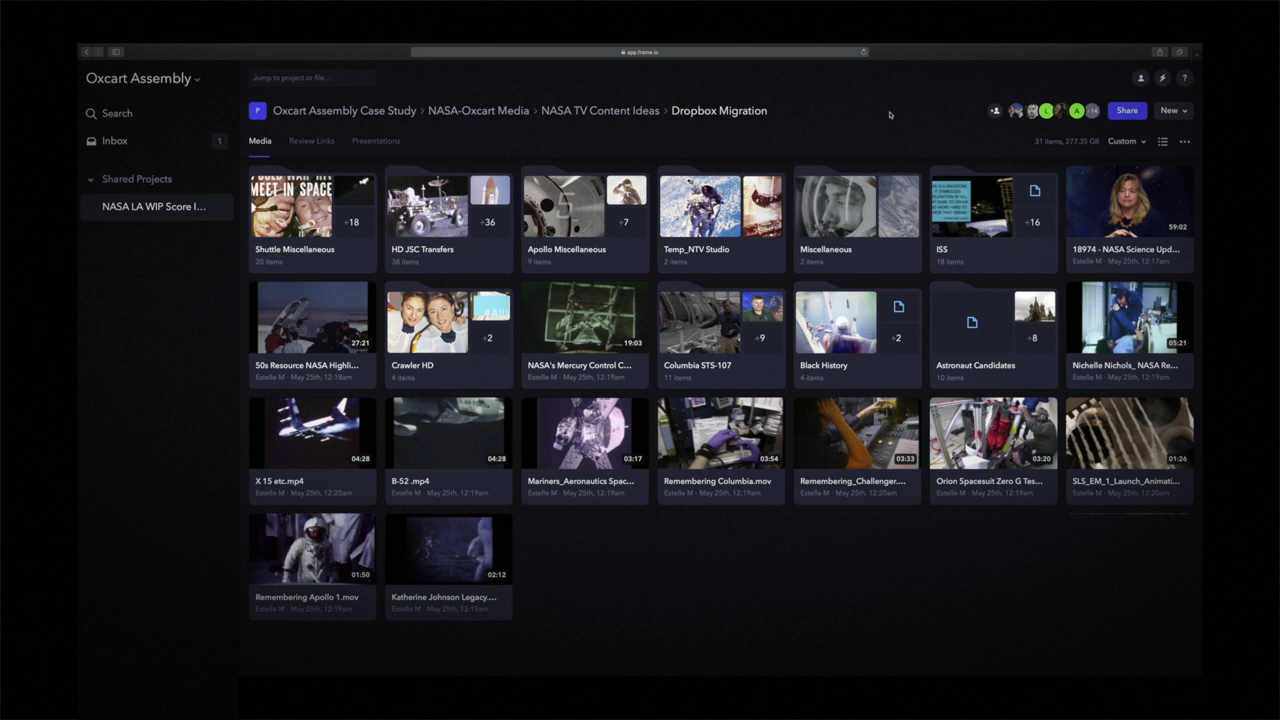 app.frame.io
Oxcart Assembly
Jump to project or file...
Search
Inbox
1
Shared Projects
NASA LA WIP Score I...
P
Oxcart Assembly Case Study > NASA-Oxcart Media > NASA TV Content Ideas > Dropbox Migration
L
A
+14
Share
New
?
Media
Review Links
Presentations
31 items, 277.35 GB
Custom
MEET IN SPACE
+18
Shuttle Miscellaneous
20 items
+36
HD JSC Transfers
38 items
+7
Apollo Miscellaneous
9 items
Temp_NTV Studio
2 items
Miscellaneous
2 items
+16
ISS
18 items
59:02
18974 - NASA Science Upd...
Estelle M · May 25th, 12:17am
27:21
50s Resource NASA Highli...
Estelle M · May 25th, 12:18am
+2
Crawler HD
4 items
19:03
NASA's Mercury Control C...
Estelle M · May 25th, 12:19am
+9
Columbia STS-107
11 items
+2
Black History
4 items
+8
Astronaut Candidates
10 items
05:21
Nichelle Nichols_ NASA Re...
Estelle M · May 25th, 12:19am
04:28
X 15 etc.mp4
Estelle M · May 25th, 12:20am
04:28
B-52 .mp4
Estelle M · May 25th, 12:19am
03:17
Mariners_Aeronautics Spac...
Estelle M · May 25th, 12:19am
03:54
Remembering Columbia.mov
Estelle M · May 25th, 12:19am
03:33
Remembering_Challenger....
Estelle M · May 25th, 12:20am
03:20
Orion Spacesuit Zero G Tes...
Estelle M · May 25th, 12:19am
01:26
SLS_EM_1_Launch_Animati...
Estelle M · May 25th, 12:20am
01:50
Remembering Apollo 1.mov
Estelle M · May 25th, 12:19am
02:12
Katherine Johnson Legacy....
Estelle M · May 25th, 12:19am